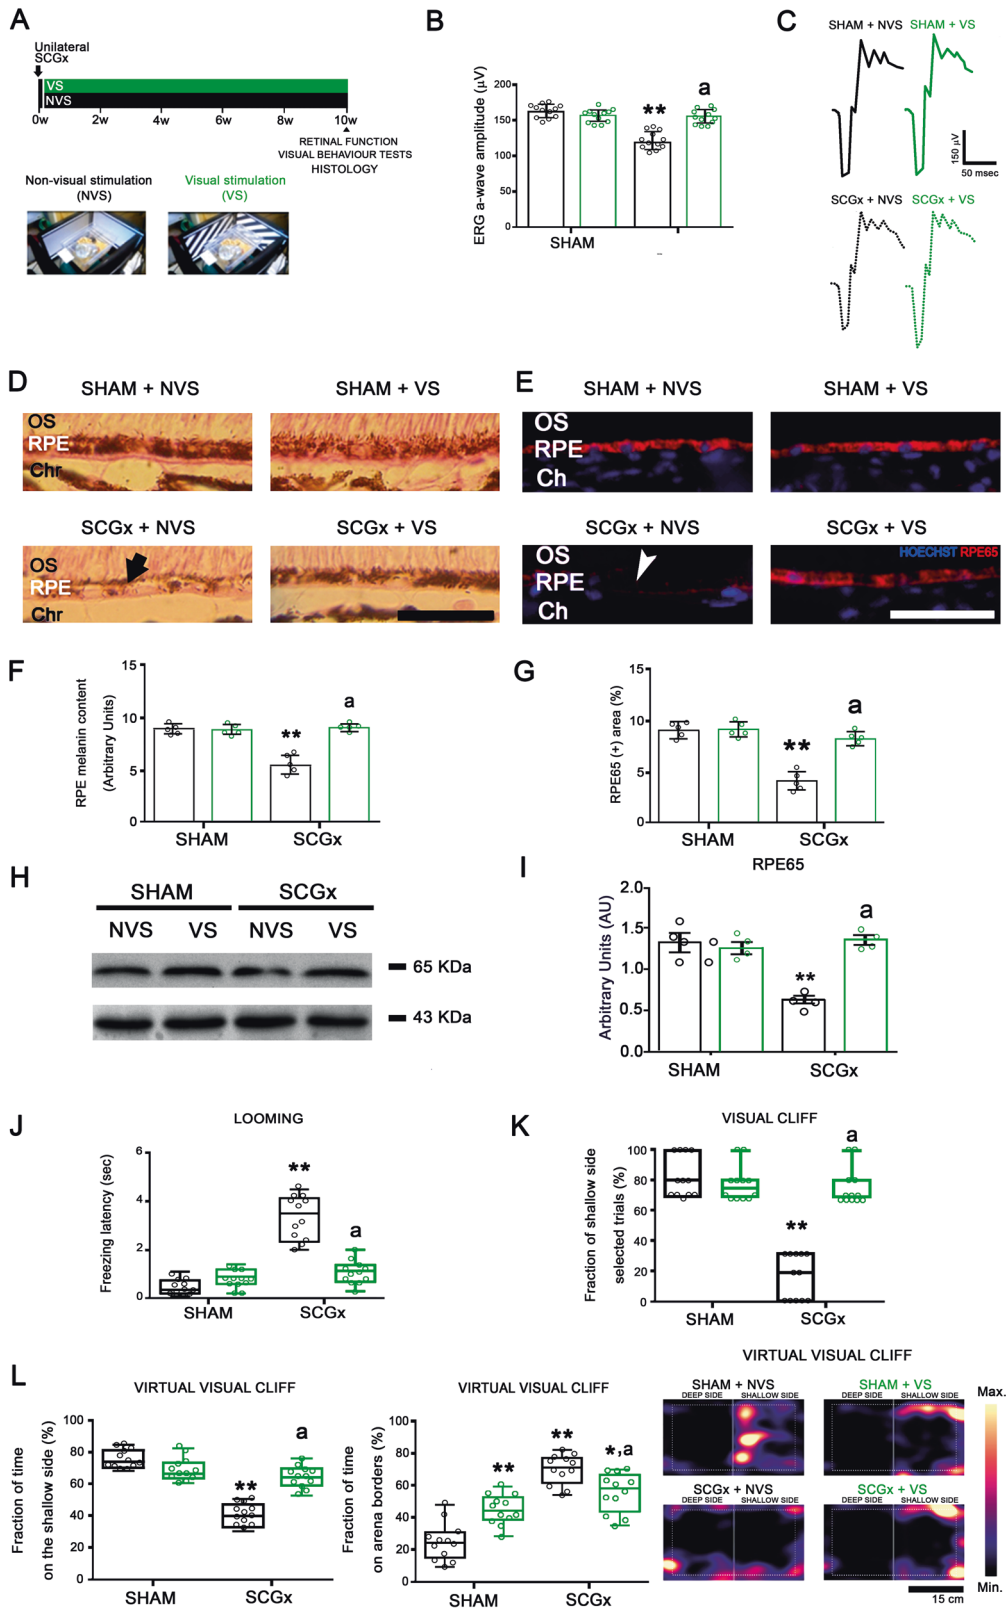 A
Unilateral
SCGx
VS
NVS
0w 2w 4w 6w 8w 10w
RETINAL FUNCTION
VISUAL BEHAVIOUR TESTS
HISTOLOGY
Non-visual stimulation
(NVS)
Visual stimulation
(VS)
B
ERG a-wave amplitude (µV)
200
150
100
50
0
**
a
SHAM
C
SHAM + NVS
SHAM + VS
150 µV
50 msec
SCGx + NVS
SCGx + VS
D
SHAM + NVS
SHAM + VS
OS
RPE
Chr
SCGx + NVS
SCGx + VS
OS
RPE
Chr
E
SHAM + NVS
SHAM + VS
OS
RPE
Ch
SCGx + NVS
SCGx + VS
OS
RPE
Ch
HOECHST RPE65
F
RPE melanin content
(Arbitrary Units)
15
10
5
0
**
a
SHAM
SCGx
G
RPE65 (+) area (%)
15
10
5
0
**
a
SHAM
SCGx
H
SHAM
SCGx
NVS VS NVS VS
65 KDa
43 KDa
I
RPE65
Arbitrary Units (AU)
2.0
1.5
1.0
0.5
0.0
**
a
SHAM
SCGx
J
LOOMING
Freezing latency (sec)
6
4
2
0
**
a
SHAM
SCGx
K
VISUAL CLIFF
Fraction of shallow side
selected trials (%)
100
80
60
40
20
0
**
a
SHAM
SCGx
L
VIRTUAL VISUAL CLIFF
Fraction of time
on the shallow side (%)
100
80
60
40
20
0
**
a
SHAM
SCGx
VIRTUAL VISUAL CLIFF
Fraction of time
on arena borders (%)
100
80
60
40
20
0
**
**
*,a
SHAM
SCGx
VIRTUAL VISUAL CLIFF
SHAM + NVS
DEEP SIDE SHALLOW SIDE
SHAM + VS
DEEP SIDE SHALLOW SIDE
SCGx + NVS
DEEP SIDE SHALLOW SIDE
SCGx + VS
DEEP SIDE SHALLOW SIDE
Max.
Min.
15 cm